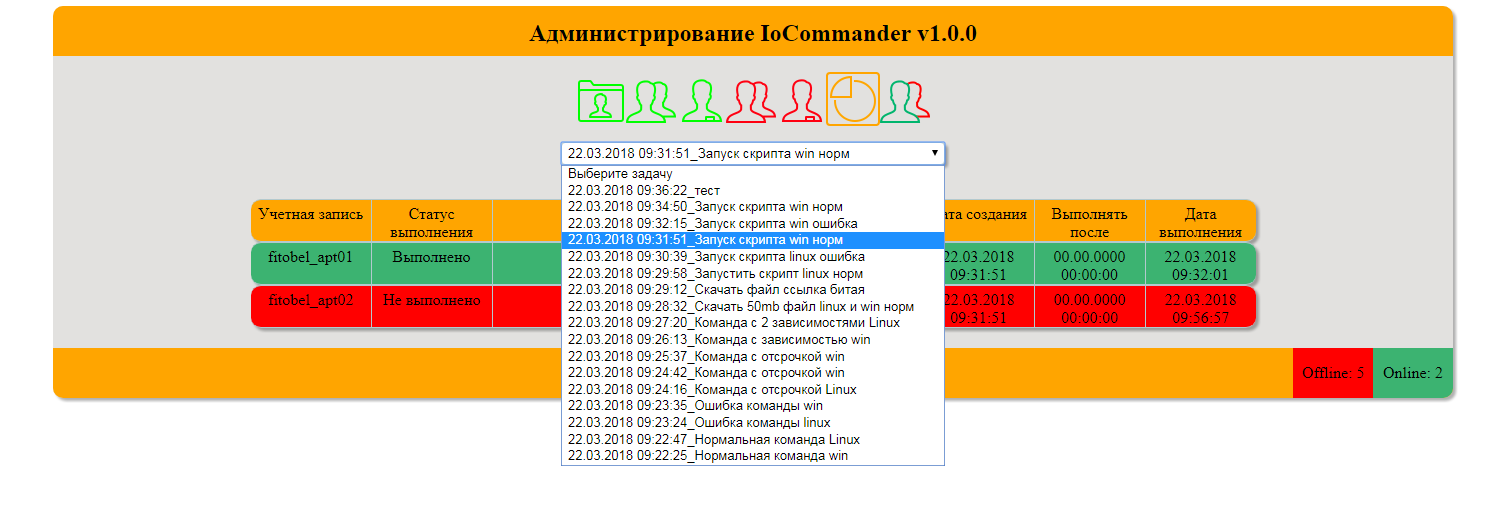 Администрирование IoCommander v1.0.0
22.03.2018 09:31:51_Запуск скрипта win норм
Выберите задачу
22.03.2018 09:36:22_тест
22.03.2018 09:34:50_Запуск скрипта win норм
22.03.2018 09:32:15_Запуск скрипта win ошибка
22.03.2018 09:31:51_Запуск скрипта win норм
22.03.2018 09:30:39_Запуск скрипта linux ошибка
22.03.2018 09:29:58_Запустить скрипт linux норм
22.03.2018 09:29:12_Скачать файл ссылка битая
22.03.2018 09:28:32_Скачать 50mb файл linux и win норм
22.03.2018 09:27:20_Команда с 2 зависимостями Linux
22.03.2018 09:26:13_Команда с зависимостью win
22.03.2018 09:25:37_Команда с отсрочкой win
22.03.2018 09:24:42_Команда с отсрочкой win
22.03.2018 09:24:16_Команда с отсрочкой Linux
22.03.2018 09:23:35_Ошибка команды win
22.03.2018 09:23:24_Ошибка команды linux
22.03.2018 09:22:47_Нормальная команда Linux
22.03.2018 09:22:25_Нормальная команда win
Учетная запись
Статус
выполнения
ата создания
Выполнять
после
Дата
выполнения
fitobel_apt01
Выполнено
22.03.2018
09:31:51
00.00.0000
00:00:00
22.03.2018
09:32:01
fitobel_apt02
Не выполнено
22.03.2018
09:31:51
00.00.0000
00:00:00
22.03.2018
09:56:57
Offline: 5
Online: 2